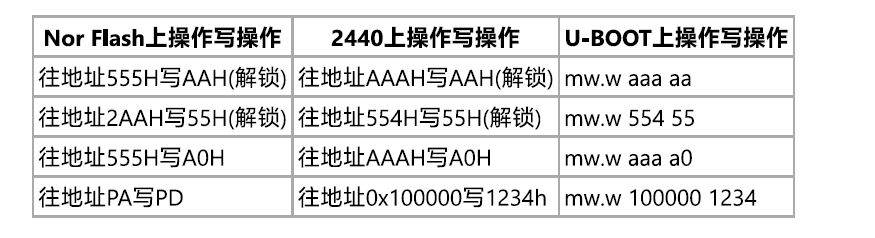 Nor Flash上操作写操作 2440上操作写操作 U-BOOT上操作写操作
往地址555H写AAH(解锁) 往地址AAAH写AAH(解锁) mw.w aaa aa
往地址2AAH写55H(解锁) 往地址554H写55H(解锁) mw.w 554 55
往地址555H写A0H 往地址AAAH写A0H mw.w aaa a0
往地址PA写PD 往地址0x100000写1234h mw.w 100000 1234